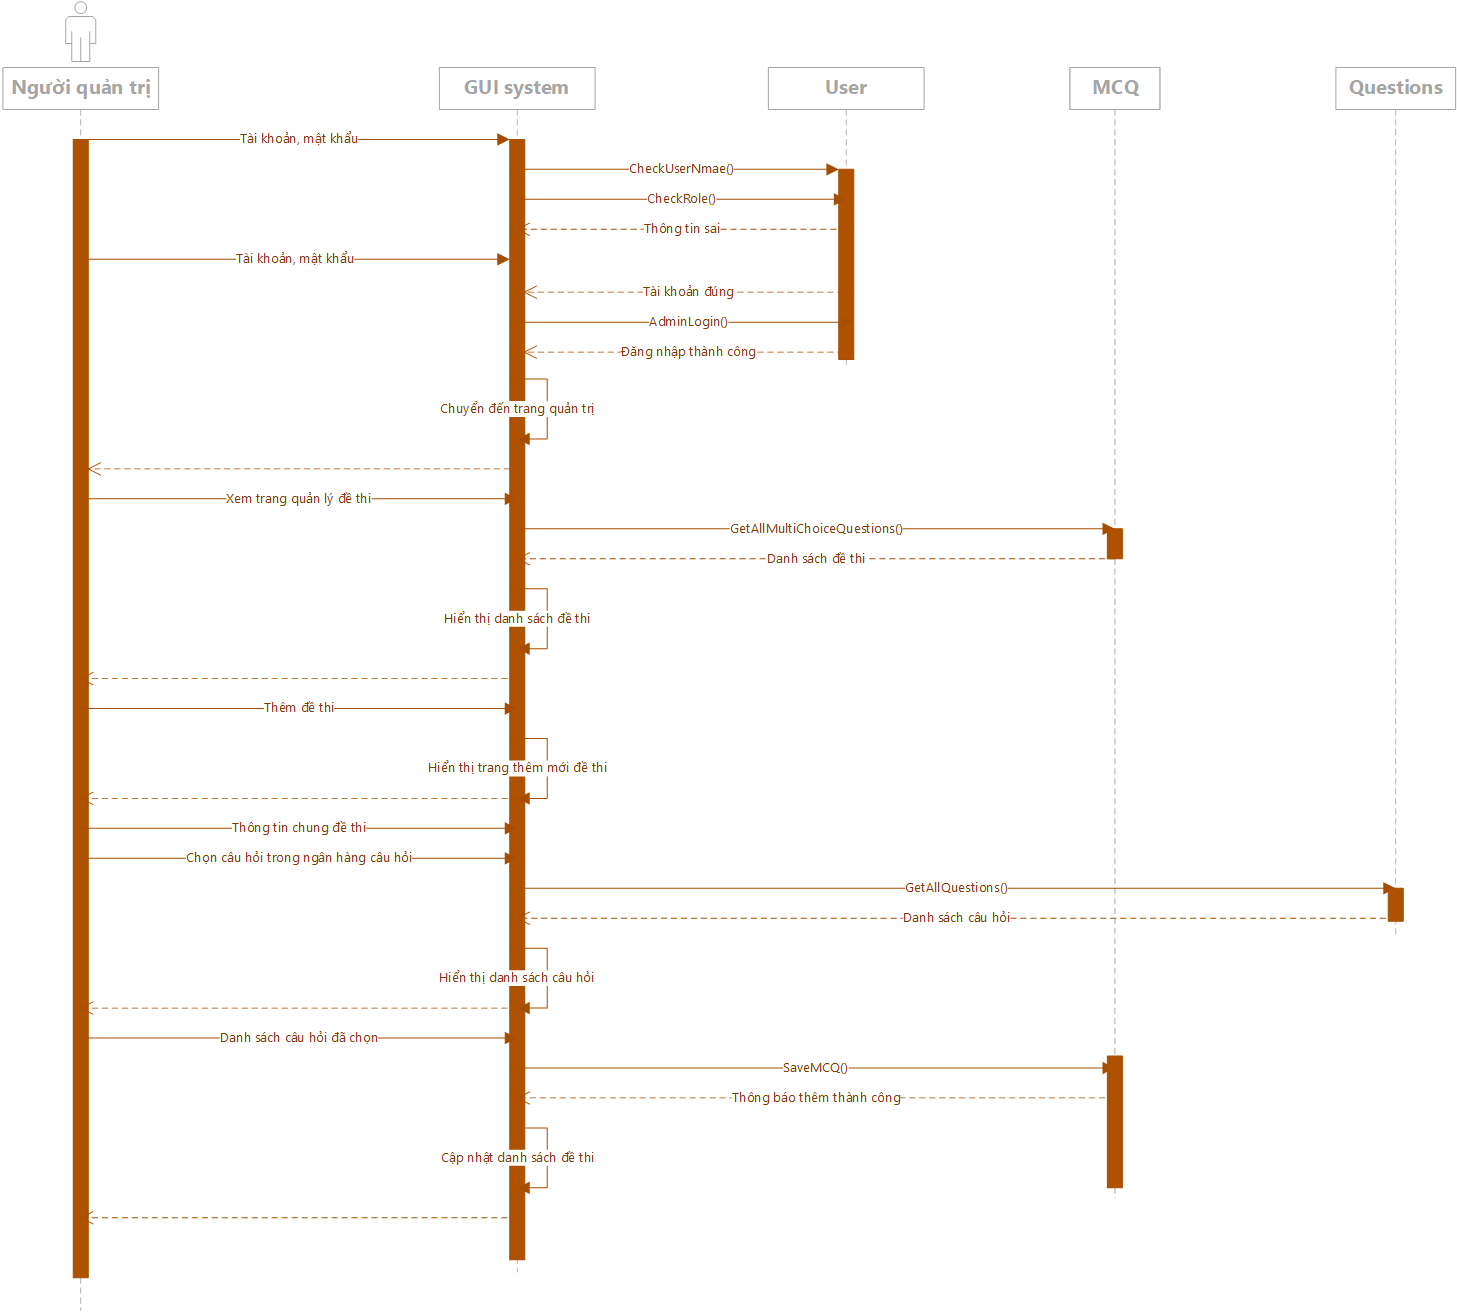 Người quản trị
GUI system
User
MCQ
Questions
Tài khoản, mật khẩu
CheckUserNmae()
CheckRole()
Thông tin sai
Tài khoản, mật khẩu
Tài khoản đúng
AdminLogin()
Đăng nhập thành công
Chuyển đến trang quản trị
Xem trang quản lý đề thi
GetAllMultiChoiceQuestions()
Danh sách đề thi
Hiển thị danh sách đề thi
Thêm đề thi
Hiển thị trang thêm mới đề thi
Thông tin chung đề thi
Chọn câu hỏi trong ngân hàng câu hỏi
GetAllQuestions()
Danh sách câu hỏi
Hiển thị danh sách câu hỏi
Danh sách câu hỏi đã chọn
SaveMCQ()
Thông báo thêm thành công
Cập nhật danh sách đề thi